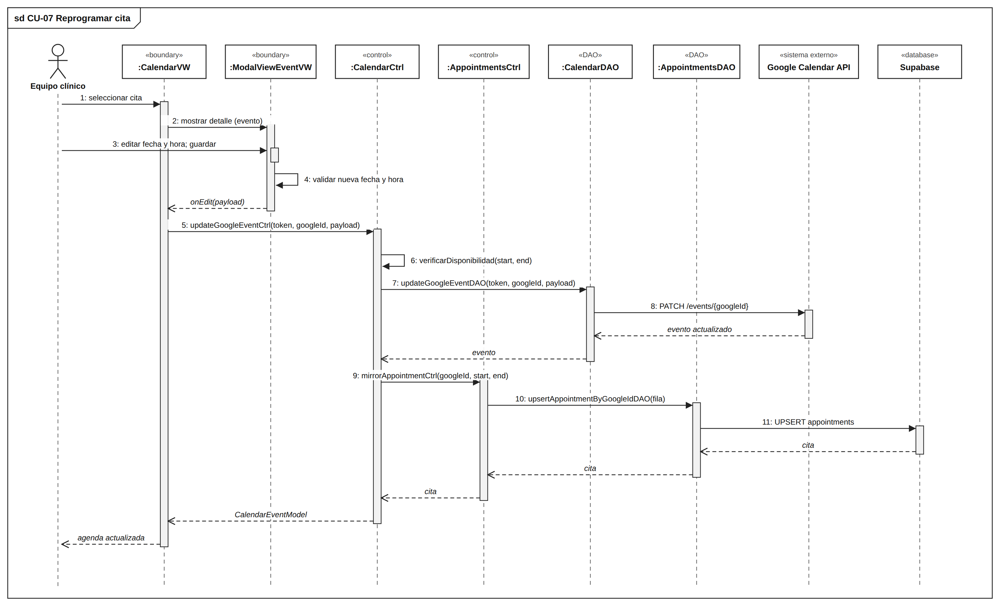 sd CU-07 Reprogramar cita
Equipo clínico
«boundary»
:CalendarVW
«boundary»
:ModalViewEventVW
«control»
:CalendarCtrl
«control»
:AppointmentsCtrl
«DAO»
:CalendarDAO
«DAO»
:AppointmentsDAO
«sistema externo»
Google Calendar API
«database»
Supabase
1: seleccionar cita
2: mostrar detalle (evento)
3: editar fecha y hora; guardar
4: validar nueva fecha y hora
onEdit(payload)
5: updateGoogleEventCtrl(token, googleId, payload)
6: verificarDisponibilidad(start, end)
7: updateGoogleEventDAO(token, googleId, payload)
8: PATCH /events/{googleId}
evento actualizado
evento
9: mirrorAppointmentCtrl(googleId, start, end)
10: upsertAppointmentByGoogleIdDAO(fila)
11: UPSERT appointments
cita
cita
cita
CalendarEventModel
agenda actualizada